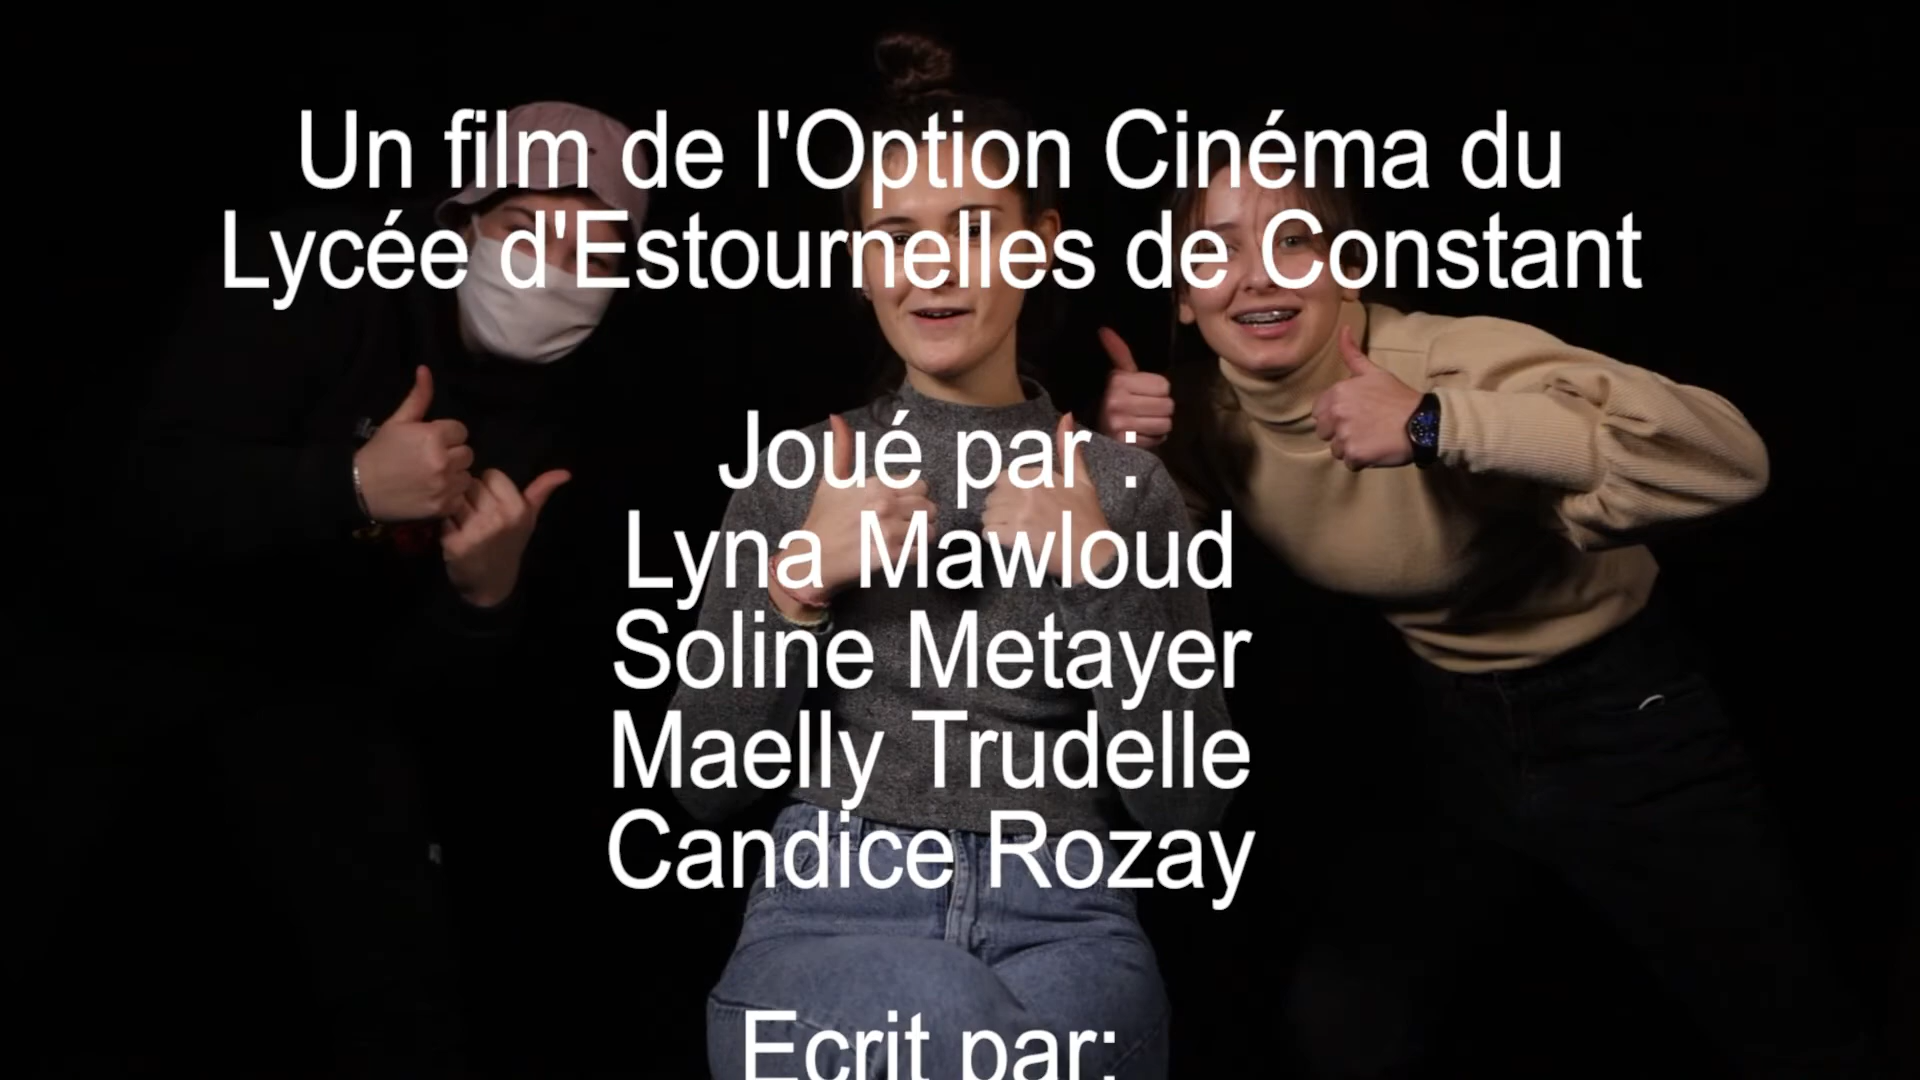 Un film de l'Option Cinéma du
Lycée d'Estournelles de Constant
Joué par :
Lyna Mawloud
Soline Metayer
Maelly Trudelle
Candice Rozay
Ecrit par: